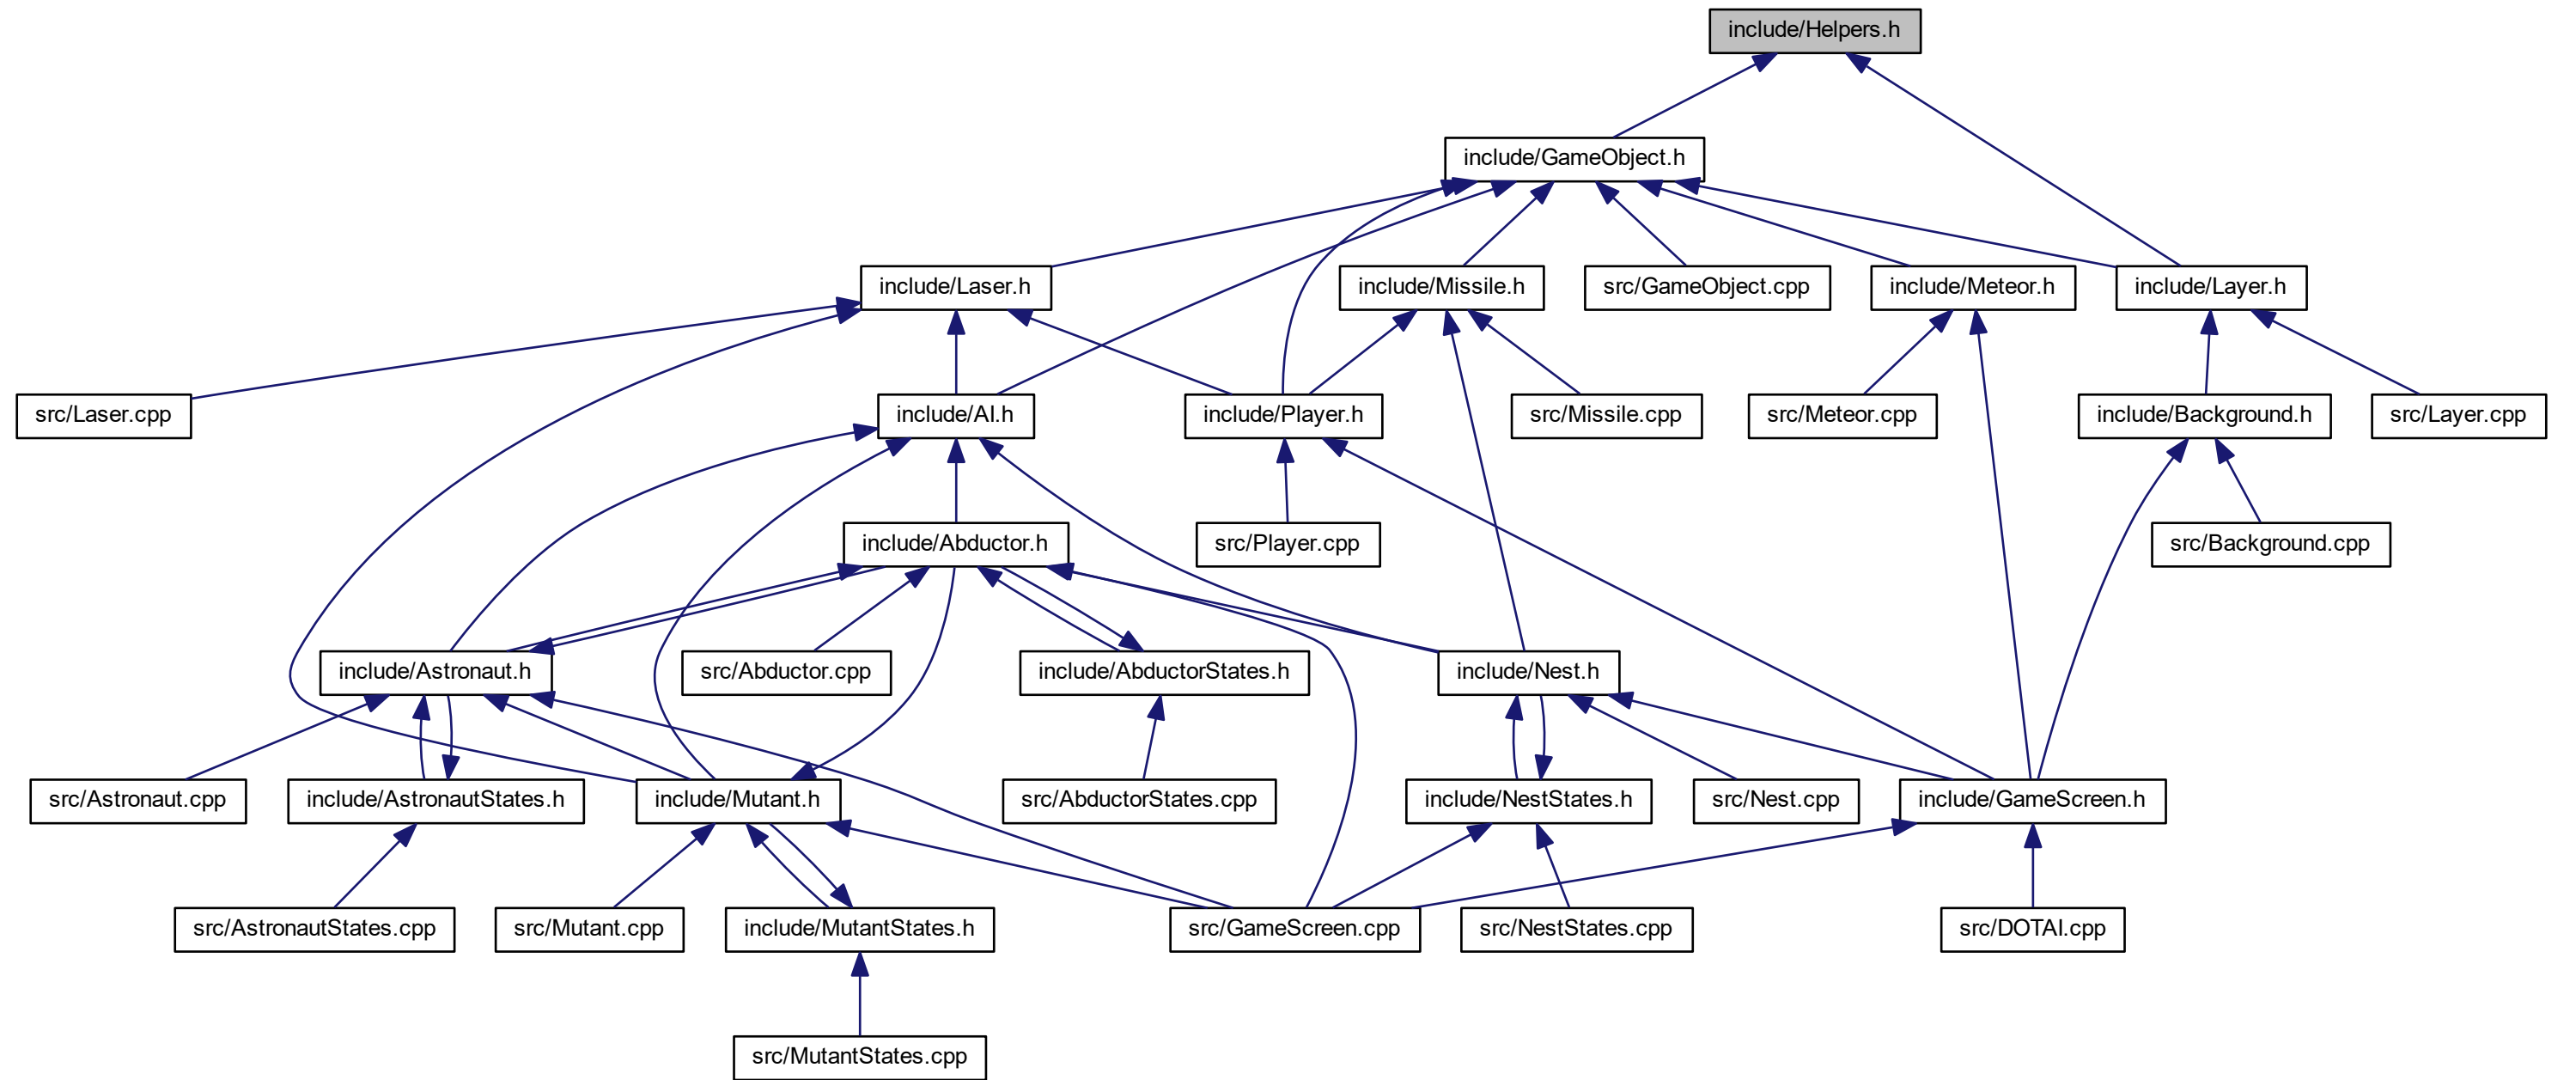 include/Helpers.h
include/GameObject.h
include/Laser.h
include/Missile.h
src/GameObject.cpp
include/Meteor.h
include/Layer.h
src/Laser.cpp
include/AI.h
include/Player.h
src/Missile.cpp
src/Meteor.cpp
include/Background.h
src/Layer.cpp
include/Abductor.h
src/Player.cpp
src/Background.cpp
include/Astronaut.h
src/Abductor.cpp
include/AbductorStates.h
include/Nest.h
src/Astronaut.cpp
include/AstronautStates.h
include/Mutant.h
src/AbductorStates.cpp
include/NestStates.h
src/Nest.cpp
include/GameScreen.h
src/AstronautStates.cpp
src/Mutant.cpp
include/MutantStates.h
src/GameScreen.cpp
src/NestStates.cpp
src/DOTAI.cpp
src/MutantStates.cpp